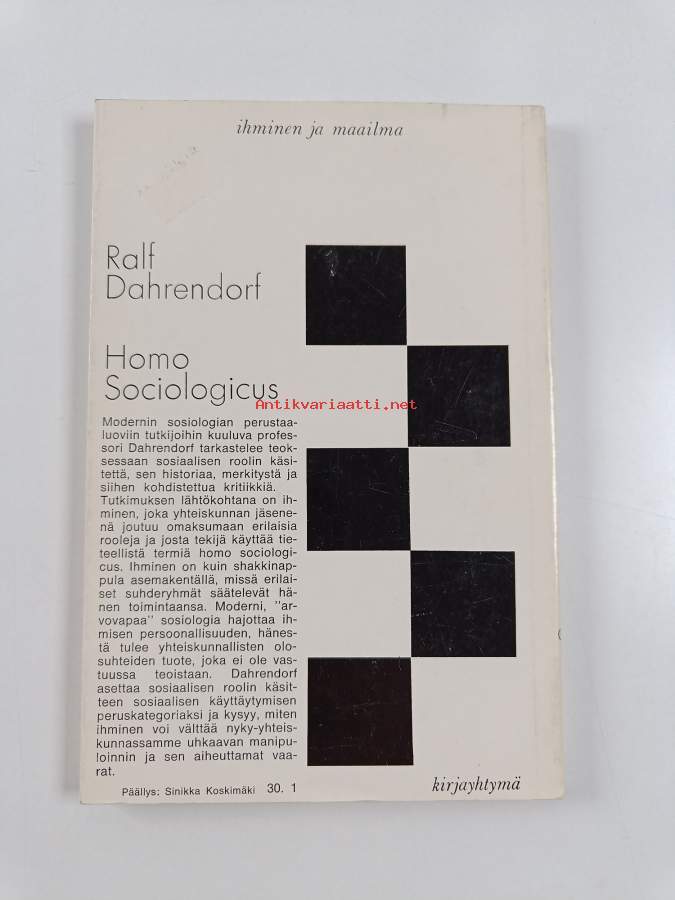 ihminen ja maailma
Ralf
Dahrendorf
Homo
Sociologicus
Antikvariaatti.net
Modernin sosiologian perustaa-
luoviin tutkijoihin kuuluva profes-
sori Dahrendorf tarkastelee teok-
sessaan sosiaalisen roolin käsi-
tettä, sen historiaa, merkitystä ja
siihen kohdistettua kritiikkiä.
Tutkimuksen lähtökohtana on ih-
minen, joka yhteiskunnan jäsene-
nä joutuu omaksumaan erilaisia
rooleja ja josta tekijä käyttää tie-
teellistä termiä homo sociologi-
cus. Ihminen on kuin shakkinap-
pula asemakentällä, missä erilai-
set suhderyhmät säätelevät hä-
nen toimintaansa. Moderni, "ar-
vovapaa" sosiologia hajottaa ih-
misen persoonallisuuden, hänes-
tä tulee yhteiskunnallisten olo-
suhteiden tuote, joka ei ole vas-
tuussa teoistaan. Dahrendorf
asettaa sosiaalisen roolin käsit-
teen sosiaalisen käyttäytymisen
peruskategoriaksi ja kysyy, miten
ihminen voi välttää nyky-yhteis-
kunnassamme uhkaavan manipu-
loinnin ja sen aiheuttamat vaa-
rat.
Päällys: Sinikka Koskimäki 30. 1
kirjayhtymä